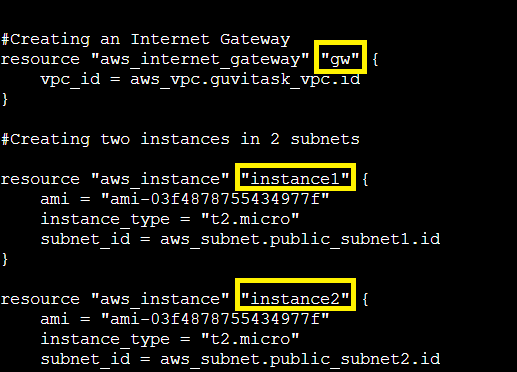 #Creating an Internet Gateway
resource "aws_internet_gateway" "gw" {
    vpc_id = aws_vpc.guvitask_vpc.id
}
#Creating two instances in 2 subnets
resource "aws_instance" "instance1" {
    ami = "ami-03f4878755434977f"
    instance_type = "t2.micro"
    subnet_id = aws_subnet.public_subnet1.id
}
resource "aws_instance" "instance2" {
    ami = "ami-03f4878755434977f"
    instance_type = "t2.micro"
    subnet_id = aws_subnet.public_subnet2.id